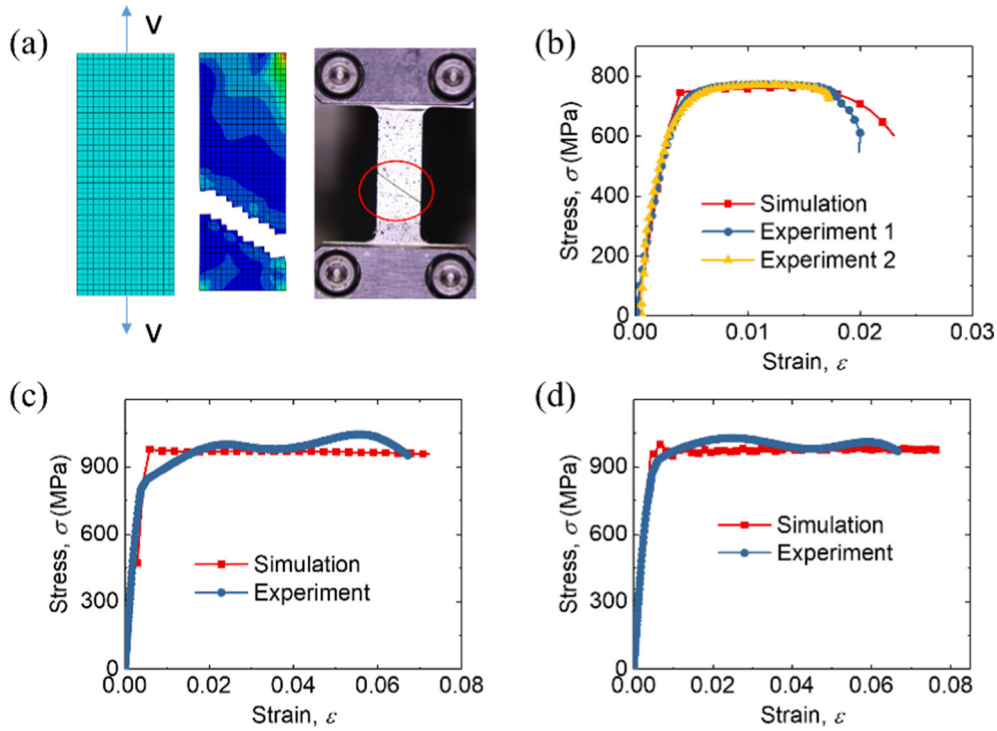 (a)
V
V
(b)
Stress, σ (MPa)
800
600
400
200
0
Simulation
Experiment 1
Experiment 2
0.00
0.01
0.02
0.03
Strain, ε
(c)
Stress, σ (MPa)
900
600
300
0
Simulation
Experiment
0.00
0.02
0.04
0.06
0.08
Strain, ε
(d)
Stress, σ (MPa)
900
600
300
0
Simulation
Experiment
0.00
0.02
0.04
0.06
0.08
Strain, ε